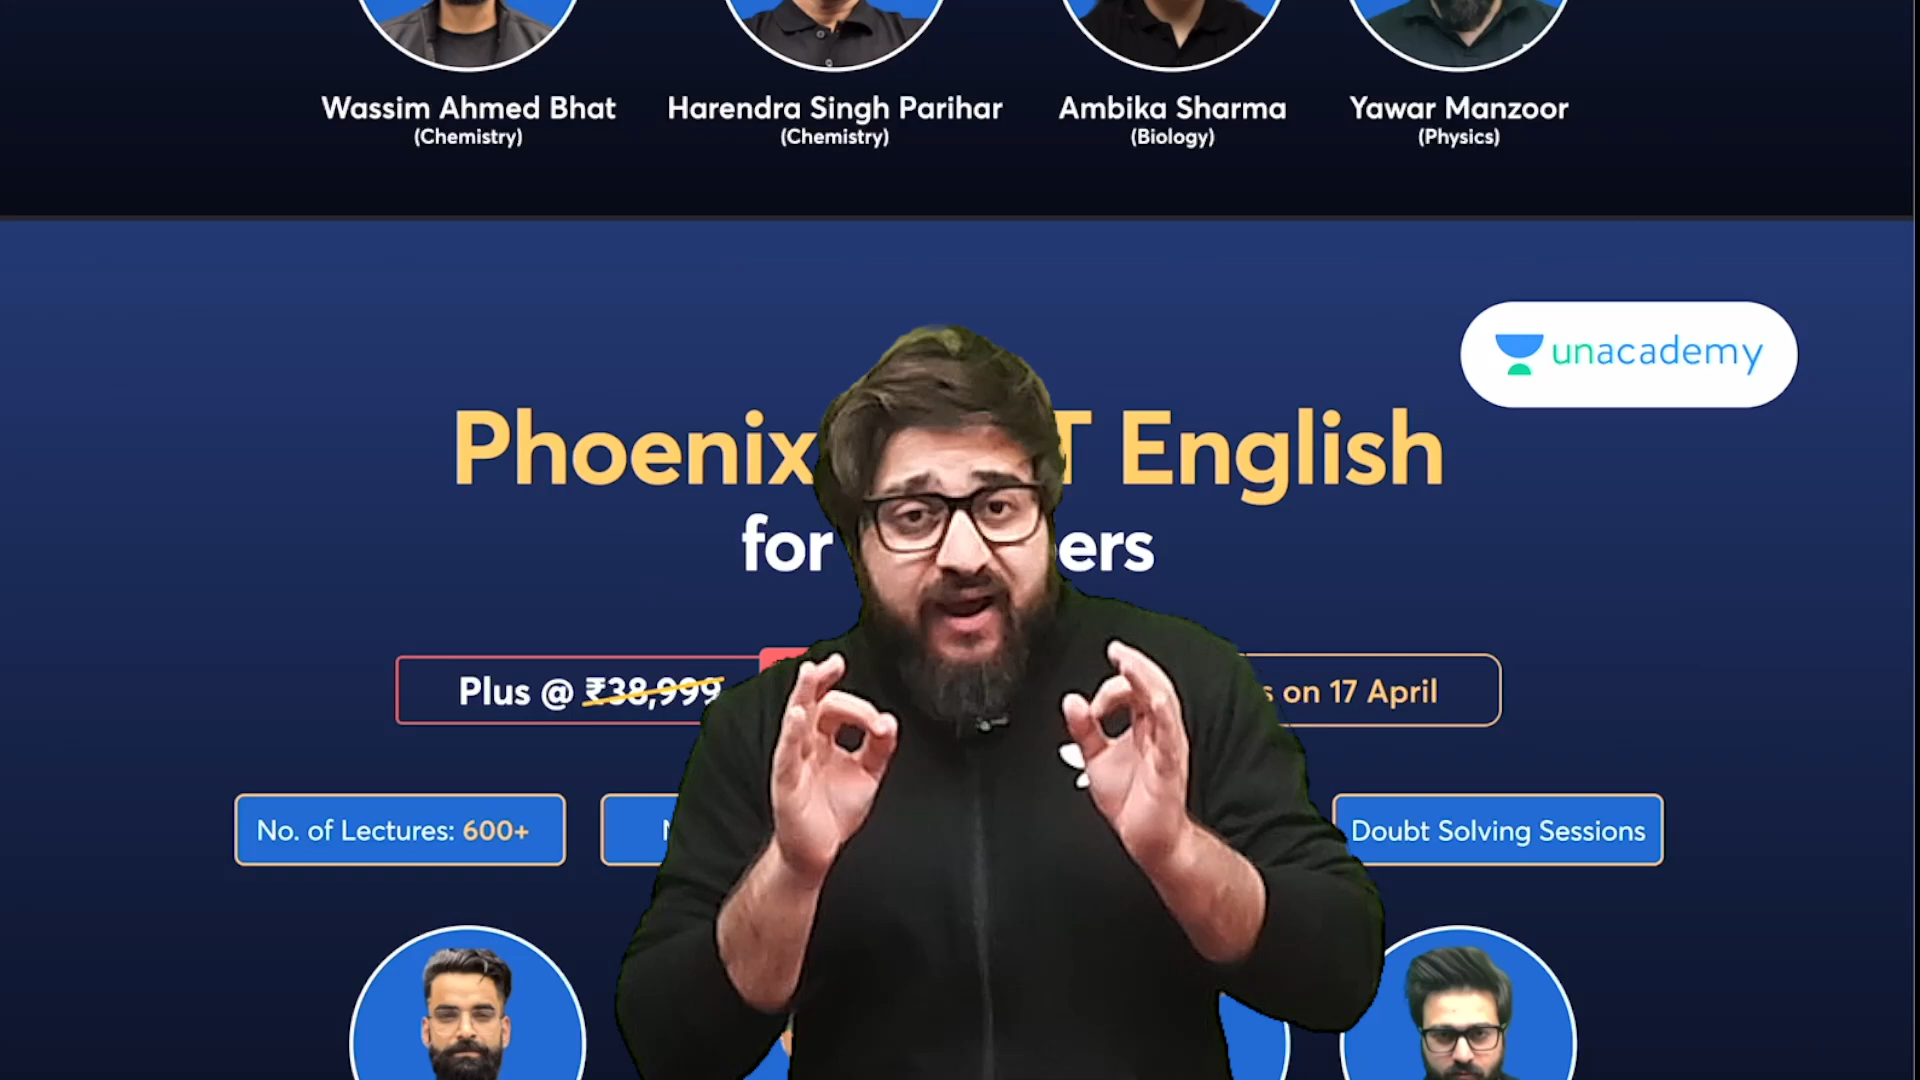 Wassim Ahmed Bhat
(Chemistry)
Harendra Singh Parihar
(Chemistry)
Ambika Sharma
(Biology)
Yawar Manzoor
(Physics)
unacademy
Phoenix T English
for ers
Plus @ ₹38,999
s on 17 April
No. of Lectures: 600+
N
Doubt Solving Sessions